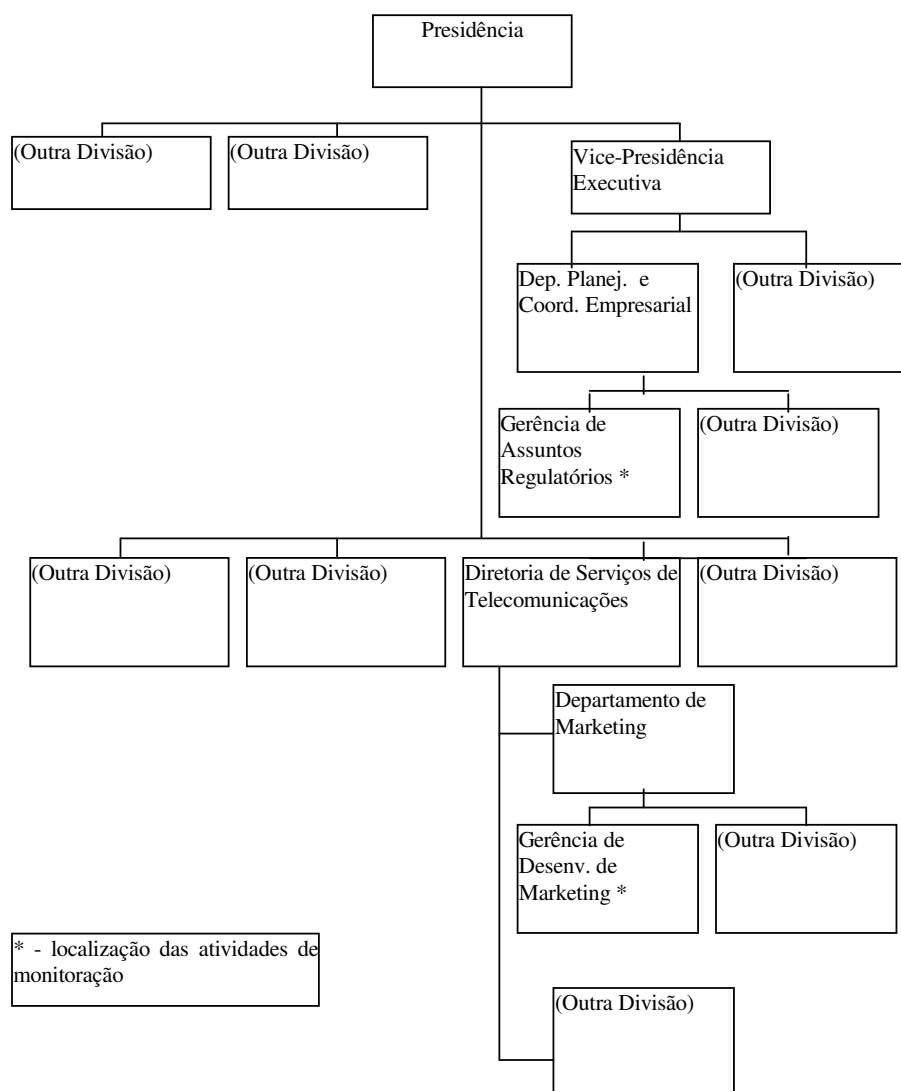 Presidência
(Outra Divisão)
(Outra Divisão)
Vice-Presidência
Executiva
Dep. Planej. e
Coord. Empresarial
(Outra Divisão)
Gerência de
Assuntos
Regulatórios *
(Outra Divisão)
(Outra Divisão)
(Outra Divisão)
Diretoria de Serviços de
Telecomunicações
(Outra Divisão)
Departamento de
Marketing
Gerência de
Desenv. de
Marketing *
(Outra Divisão)
* - localização das atividades de
monitoração
(Outra Divisão)